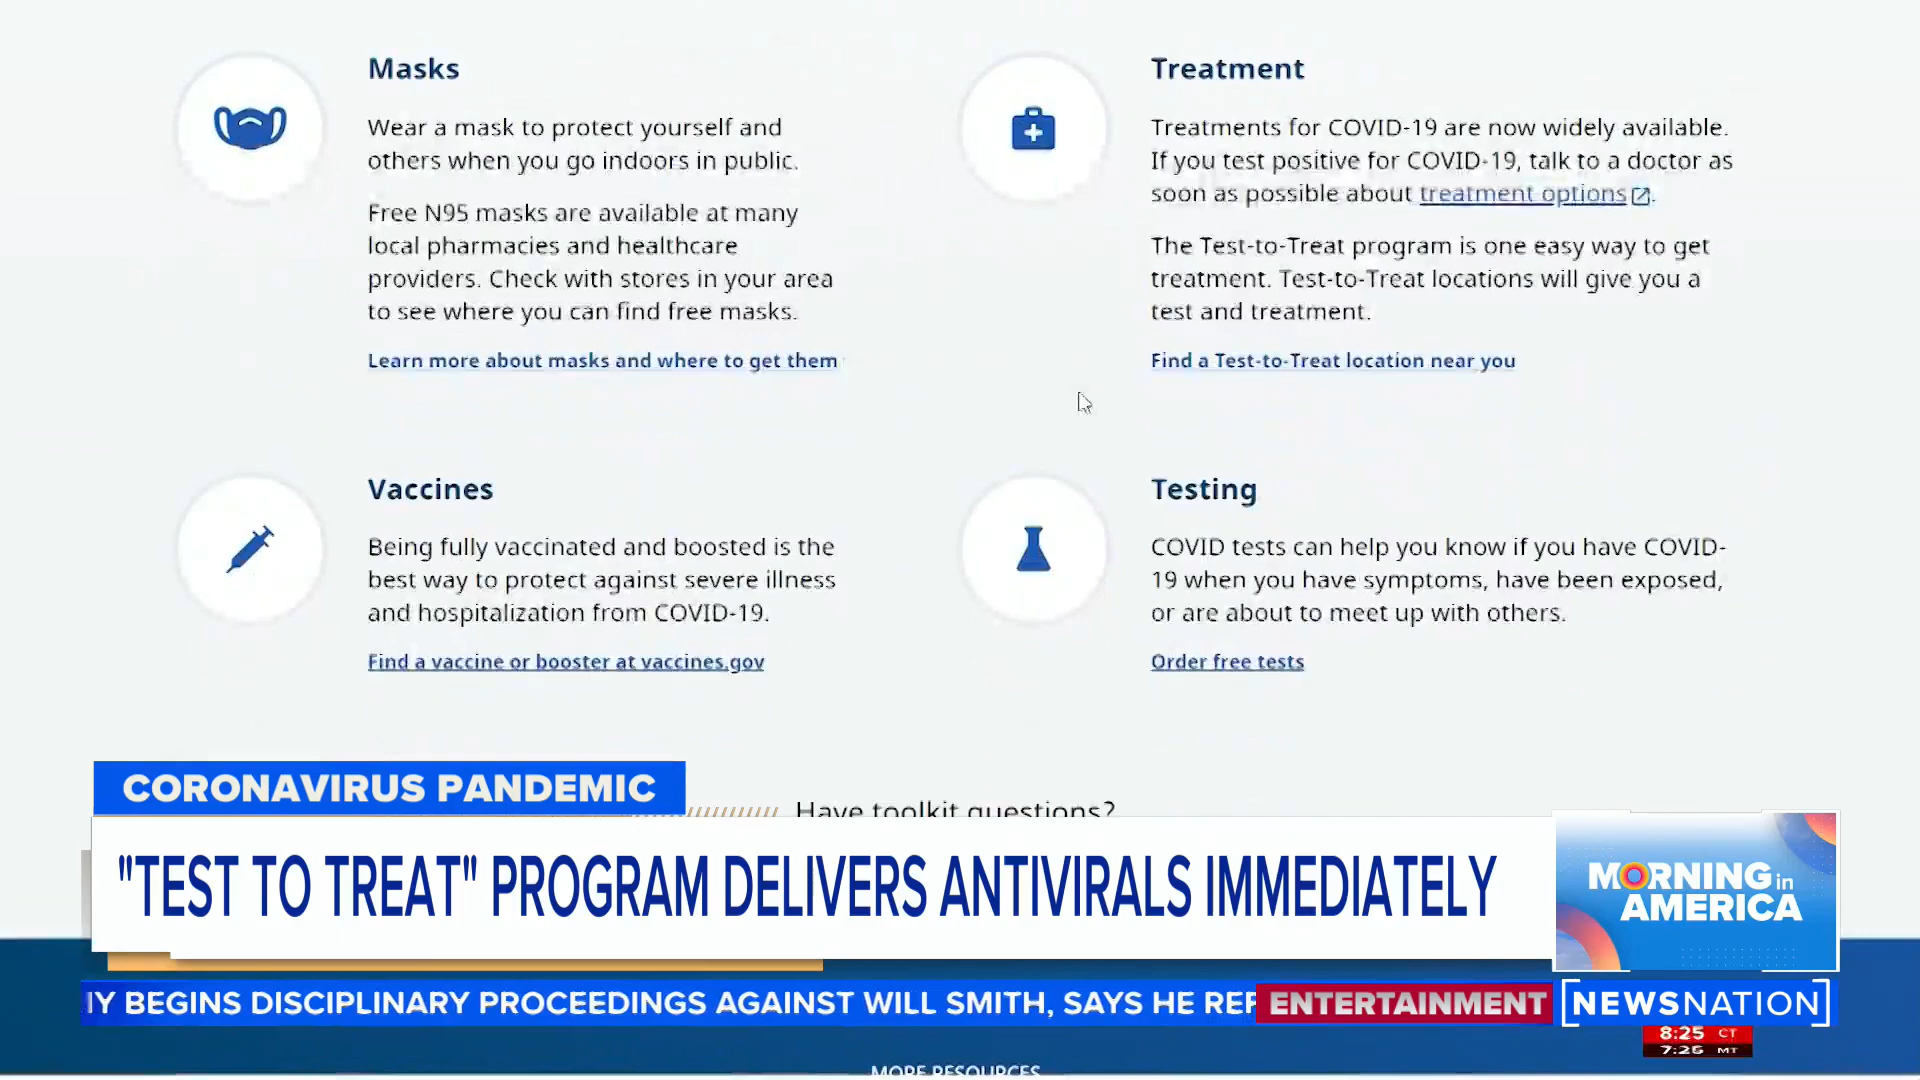 Masks
Wear a mask to protect yourself and
others when you go indoors in public.
Free N95 masks are available at many
local pharmacies and healthcare
providers. Check with stores in your area
to see where you can find free masks.
Learn more about masks and where to get them
Treatment
Treatments for COVID-19 are now widely available.
If you test positive for COVID-19, talk to a doctor as
soon as possible about treatment options.
The Test-to-Treat program is one easy way to get
treatment. Test-to-Treat locations will give you a
test and treatment.
Find a Test-to-Treat location near you
Vaccines
Being fully vaccinated and boosted is the
best way to protect against severe illness
and hospitalization from COVID-19.
Find a vaccine or booster at vaccines.gov
Testing
COVID tests can help you know if you have COVID-
19 when you have symptoms, have been exposed,
or are about to meet up with others.
Order free tests
CORONAVIRUS PANDEMIC
Have toolkit questions?
"TEST TO TREAT" PROGRAM DELIVERS ANTIVIRALS IMMEDIATELY
MORNING in
AMERICA
BEGINS DISCIPLINARY PROCEEDINGS AGAINST WILL SMITH, SAYS HE
ENTERTAINMENT
[NEWSNATION]
8:25 CT
7:25 MT
MORE RESOURCES